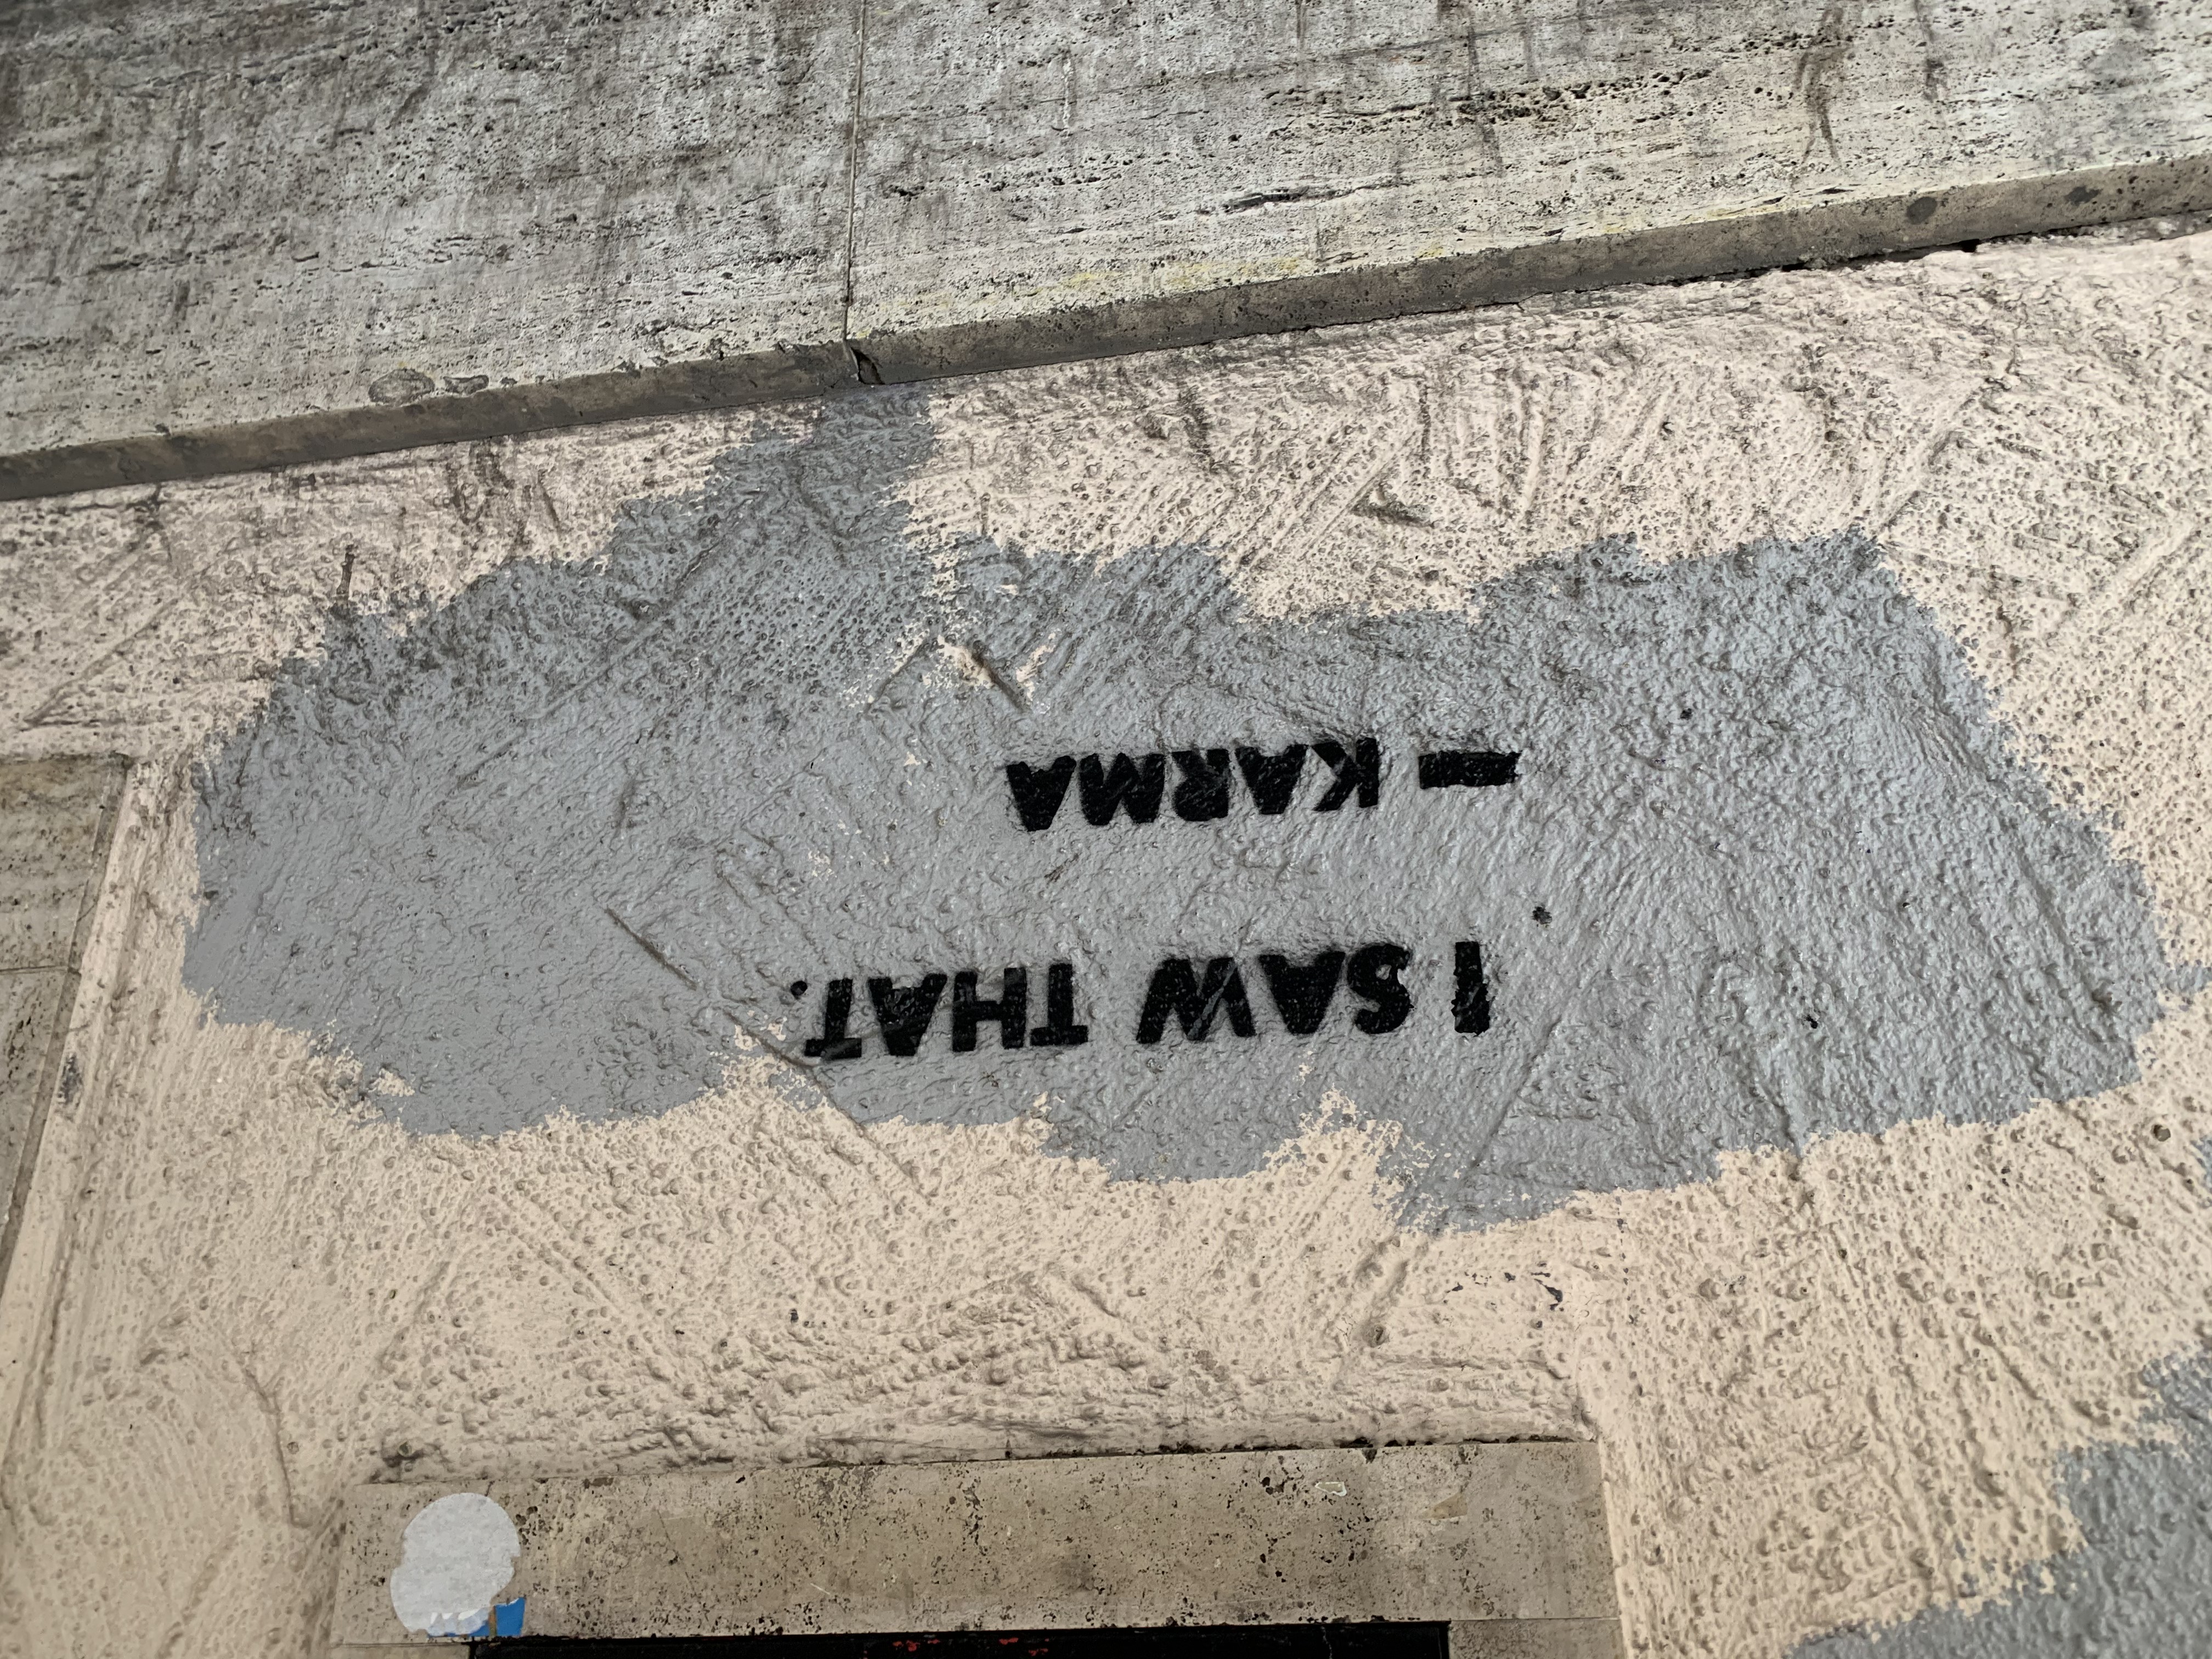 I SAW THAT.
— KARMA